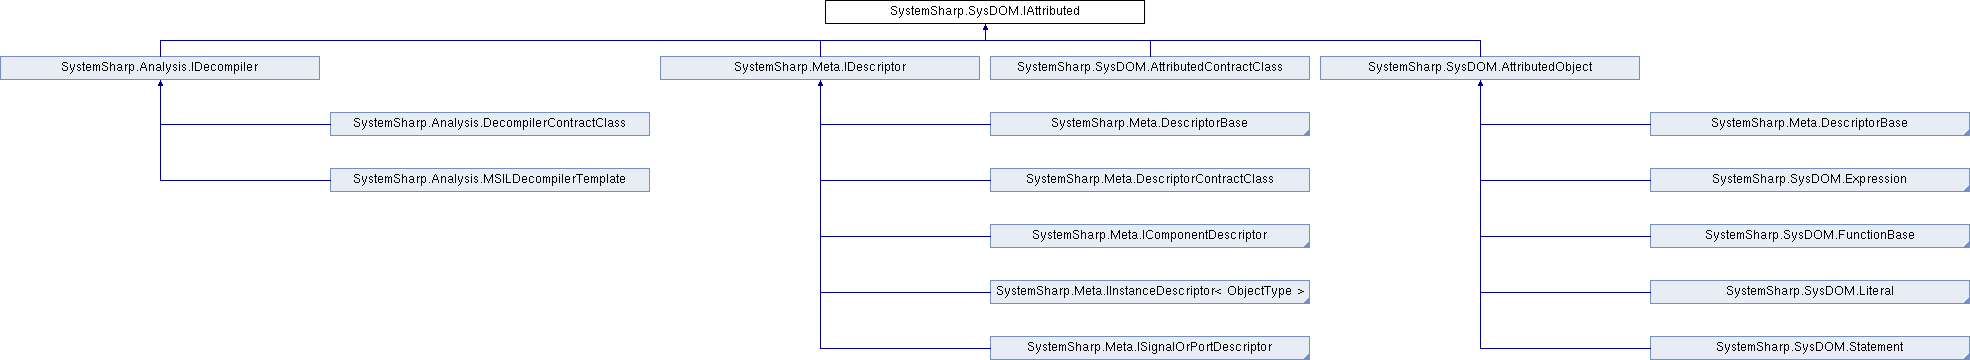 SystemSharp.SysDOM.IAttributed
SystemSharp.Analysis.IDecompiler
SystemSharp.Meta.IDescriptor
SystemSharp.SysDOM.AttributedContractClass
SystemSharp.SysDOM.AttributedObject
SystemSharp.Analysis.DecompilerContractClass
SystemSharp.Meta.DescriptorBase
SystemSharp.Meta.DescriptorBase
SystemSharp.Analysis.MSILDecompilerTemplate
SystemSharp.Meta.DescriptorContractClass
SystemSharp.SysDOM.Expression
SystemSharp.Meta.IComponentDescriptor
SystemSharp.SysDOM.FunctionBase
SystemSharp.Meta.IInstanceDescriptor< ObjectType >
SystemSharp.SysDOM.Literal
SystemSharp.Meta.ISignalOrPortDescriptor
SystemSharp.SysDOM.Statement